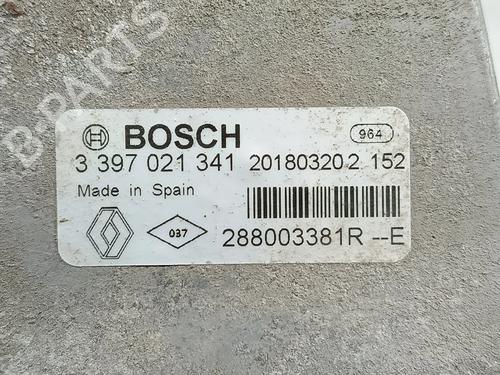 B-PARTS
BOSCH
964
3 397 021 341 20180320 2 152
Made in Spain
037
288003381R --E